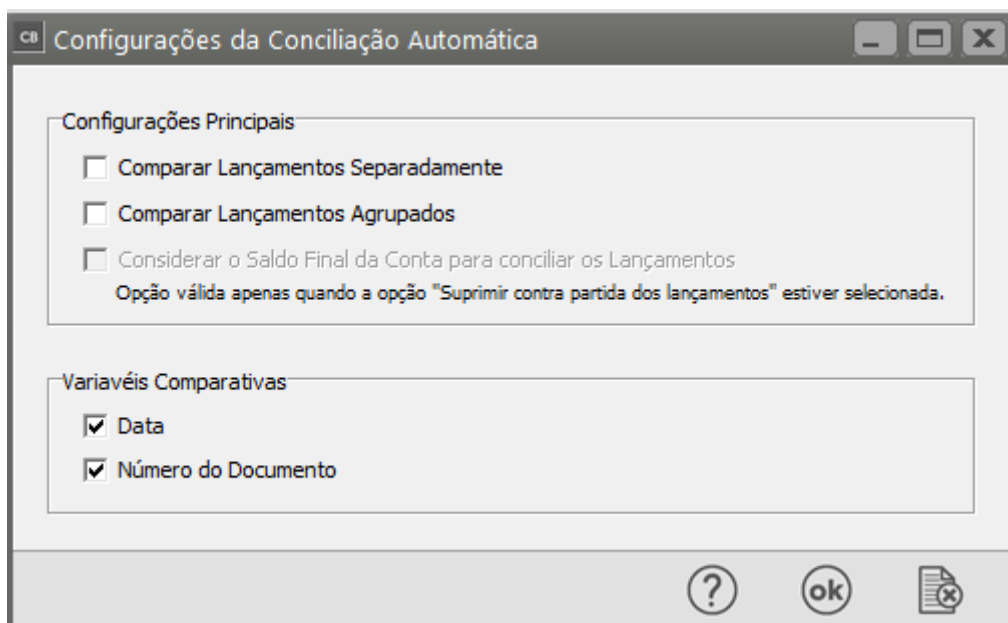 CB Configurações da Conciliação Automática
Configurações Principais
Comparar Lançamentos Separadamente
Comparar Lançamentos Agrupados
Considerar o Saldo Final da Conta para conciliar os Lançamentos
Opção válida apenas quando a opção "Suprimir contra partida dos lançamentos" estiver selecionada.
Variavéis Comparativas
Data
Número do Documento
? ok